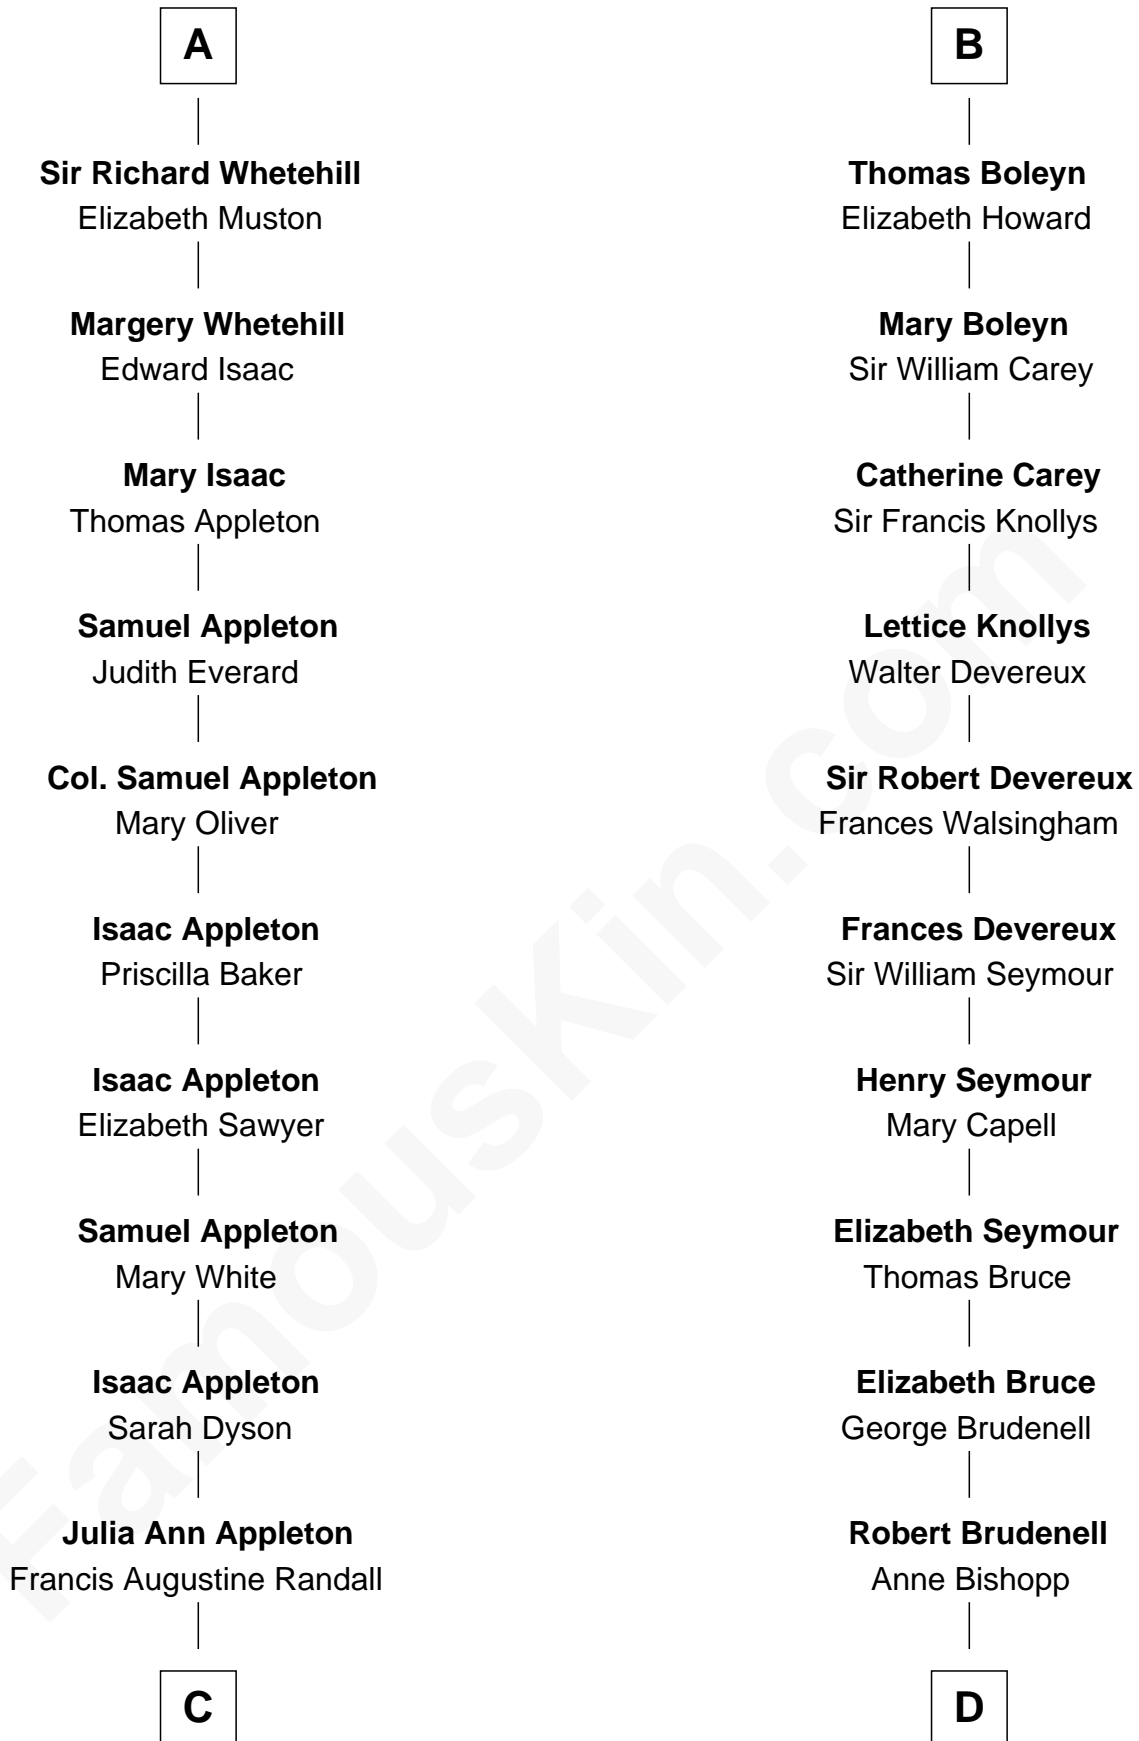 A
Sir Richard Whetehill
Elizabeth Muston
Margery Whetehill
Edward Isaac
Mary Isaac
Thomas Appleton
Samuel Appleton
Judith Everard
Col. Samuel Appleton
Mary Oliver
Isaac Appleton
Priscilla Baker
Isaac Appleton
Elizabeth Sawyer
Samuel Appleton
Mary White
Isaac Appleton
Sarah Dyson
Julia Ann Appleton
Francis Augustine Randall
C
B
Thomas Boleyn
Elizabeth Howard
Mary Boleyn
Sir William Carey
Catherine Carey
Sir Francis Knollys
Lettice Knollys
Walter Devereux
Sir Robert Devereux
Frances Walsingham
Frances Devereux
Sir William Seymour
Henry Seymour
Mary Capell
Elizabeth Seymour
Thomas Bruce
Elizabeth Bruce
George Brudenell
Robert Brudenell
Anne Bishopp
D
FamousKin.com